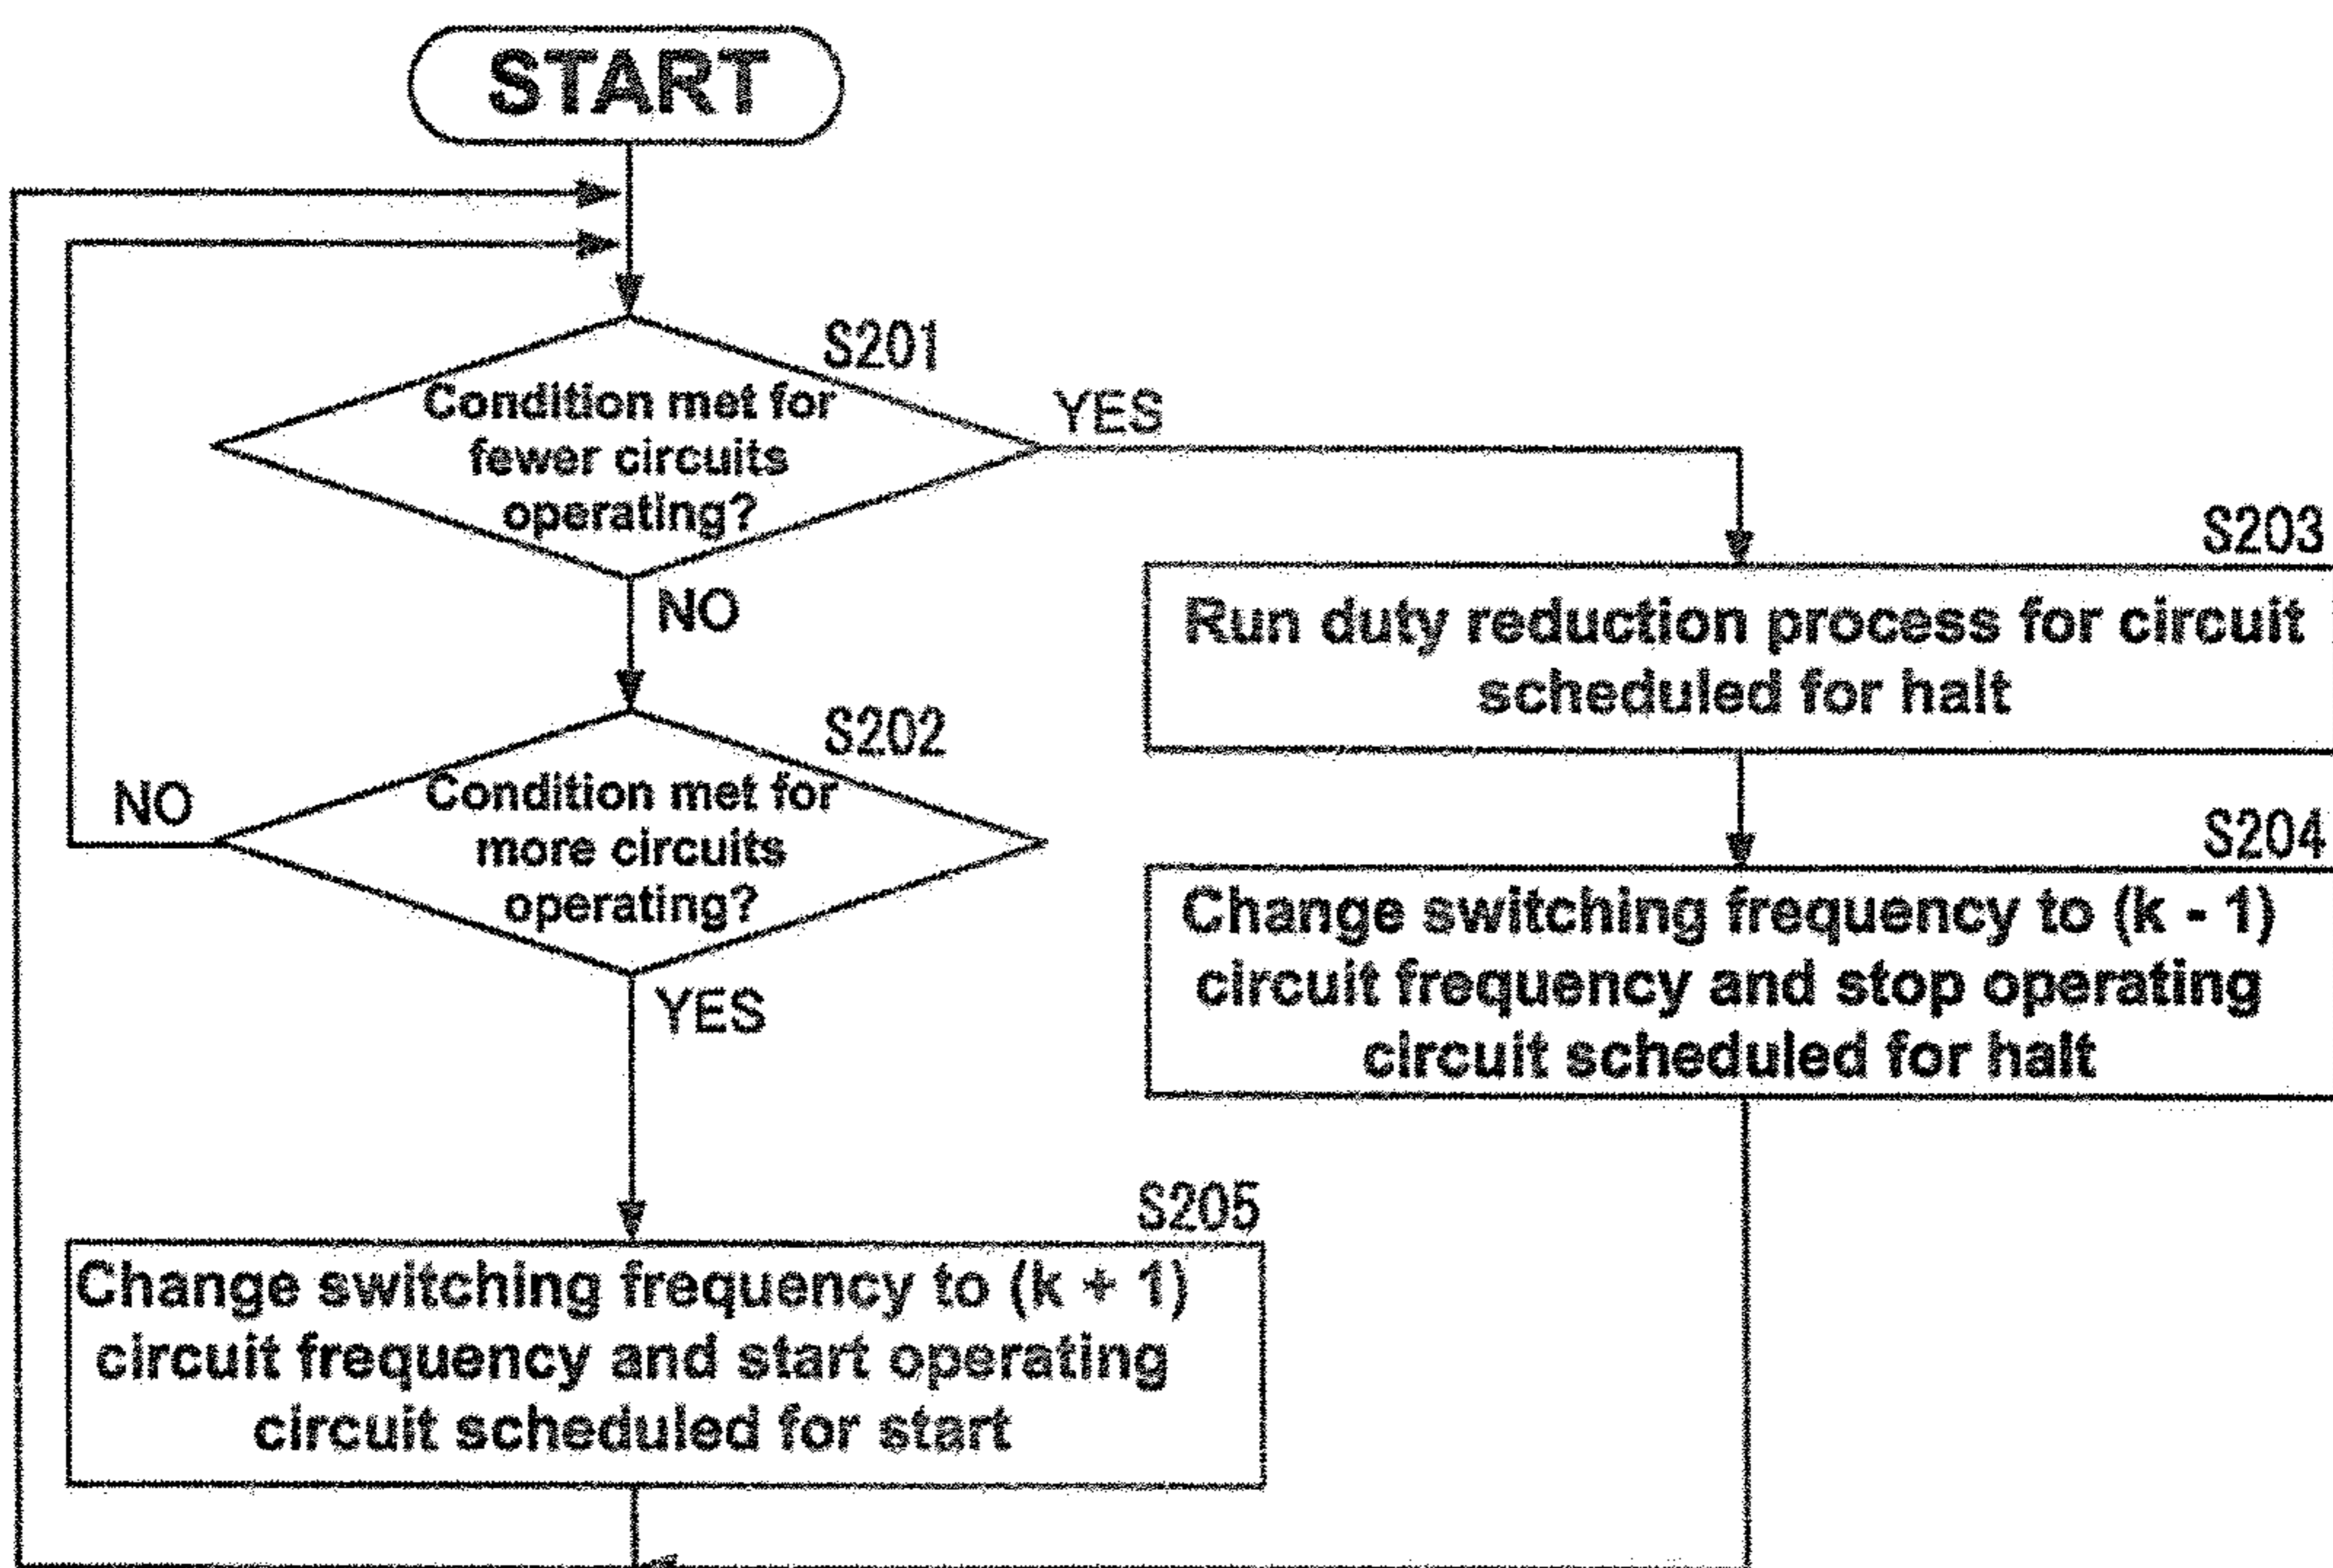 START
S201
Condition met for
fewer circuits
operating?
YES
NO
S203
Run duty reduction process for circuit
scheduled for halt
S202
Condition met for
more circuits
operating?
NO
YES
S204
Change switching frequency to (k - 1)
circuit frequency and stop operating
circuit scheduled for halt
S205
Change switching frequency to (k + 1)
circuit frequency and start operating
circuit scheduled for start